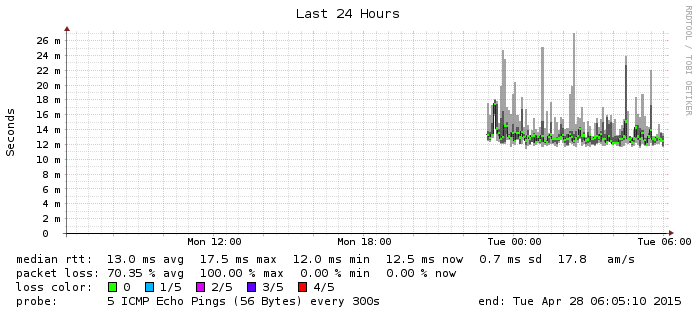 Last 24 Hours
RRDTOOL / TOBI OETIKER
Seconds
26 m
24 m
22 m
20 m
18 m
16 m
14 m
12 m
10 m
8 m
6 m
4 m
2 m
0
Mon 12:00 Mon 18:00 Tue 00:00 Tue 06:00
median rtt: 13.0 ms avg 17.5 ms max 12.0 ms min 12.5 ms now 0.7 ms sd 17.8 am/s
packet loss: 70.35 % avg 100.00 % max 0.00 % min 0.00 % now
loss color: 0 1/5 2/5 3/5 4/5
probe: 5 ICMP Echo Pings (56 Bytes) every 300s end: Tue Apr 28 06:05:10 2015